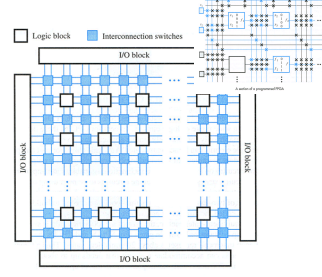 Logic block
Interconnection switches
I/O block
I/O block
I/O block
I/O block
A section of a programmed FPGA